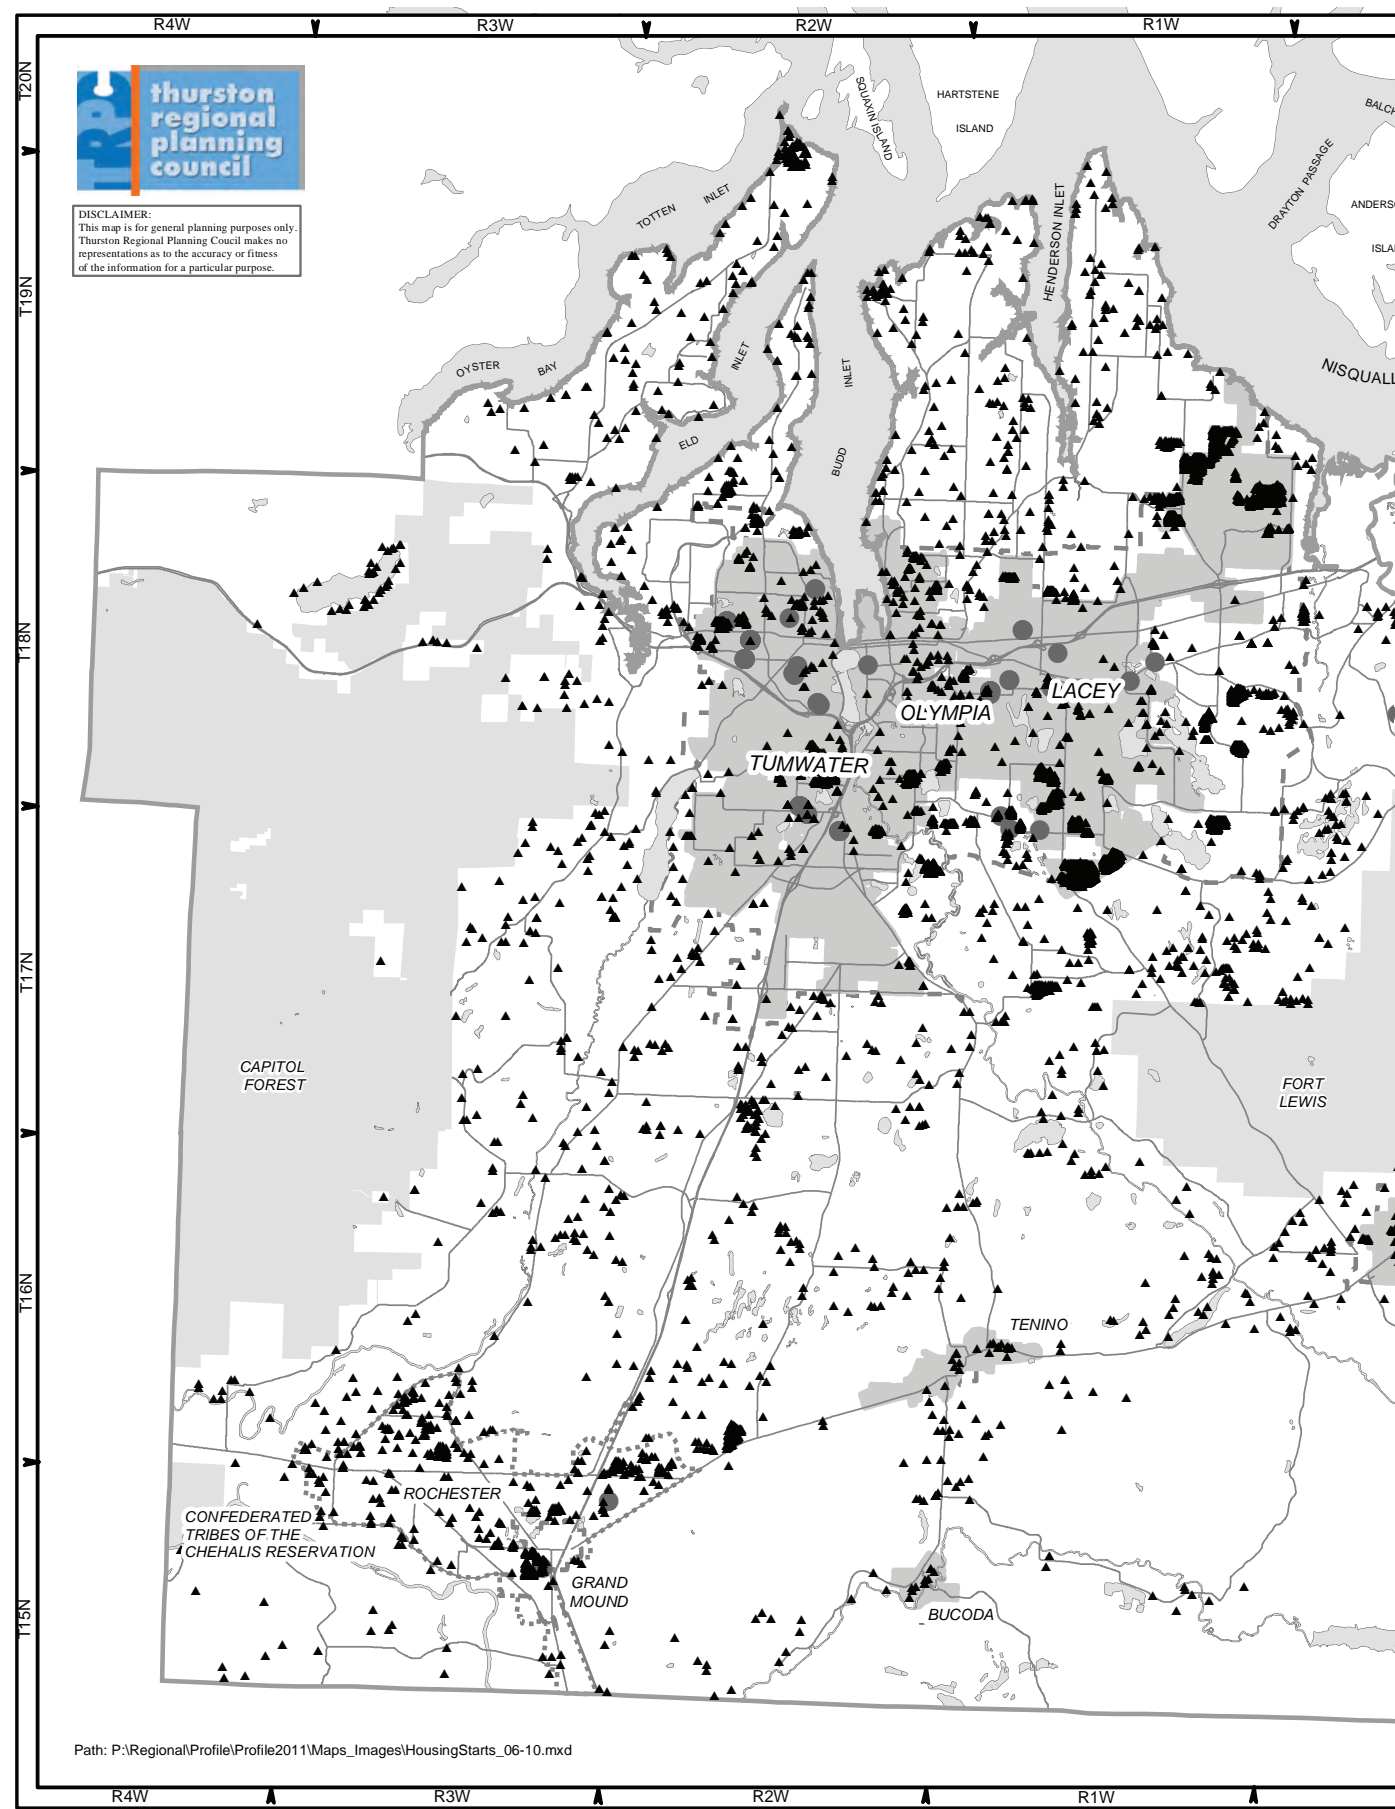 R4W
R3W
R2W
R1W
T20N
T19N
T18N
T17N
T16N
T15N
TRPC
thurston
regional
planning
council
DISCLAIMER:
This map is for general planning purposes only.
Thurston Regional Planning Coucil makes no
representations as to the accuracy or fitness
of the information for a particular purpose.
SQUAXIN ISLAND
HARTSTENE
ISLAND
BALCH
DRAYTON PASSAGE
ANDERSO
ISLA
TOTTEN INLET
HENDERSON INLET
NISQUALL
OYSTER BAY
ELD INLET
BUDD INLET
LACEY
OLYMPIA
TUMWATER
CAPITOL
FOREST
FORT
LEWIS
TENINO
ROCHESTER
CONFEDERATED
TRIBES OF THE
CHEHALIS RESERVATION
GRAND
MOUND
BUCODA
Path: P:\Regional\Profile\Profile2011\Maps_Images\HousingStarts_06-10.mxd
R4W
R3W
R2W
R1W